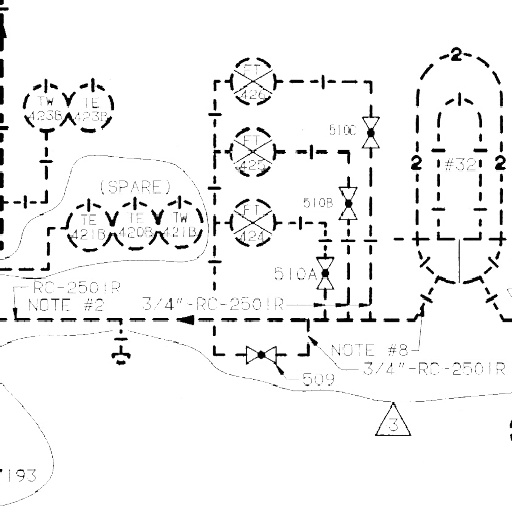 FT
426
TW
423B
TE
423B
510C
2
FT
425
2
#32
2
(SPARE)
510B
TE
421B
TE
420B
TW
421B
FT
424
510A
RC-2501R
NOTE #2
3/4"-RC-2501R
NOTE #8
3/4"-RC-2501R
509
3
193